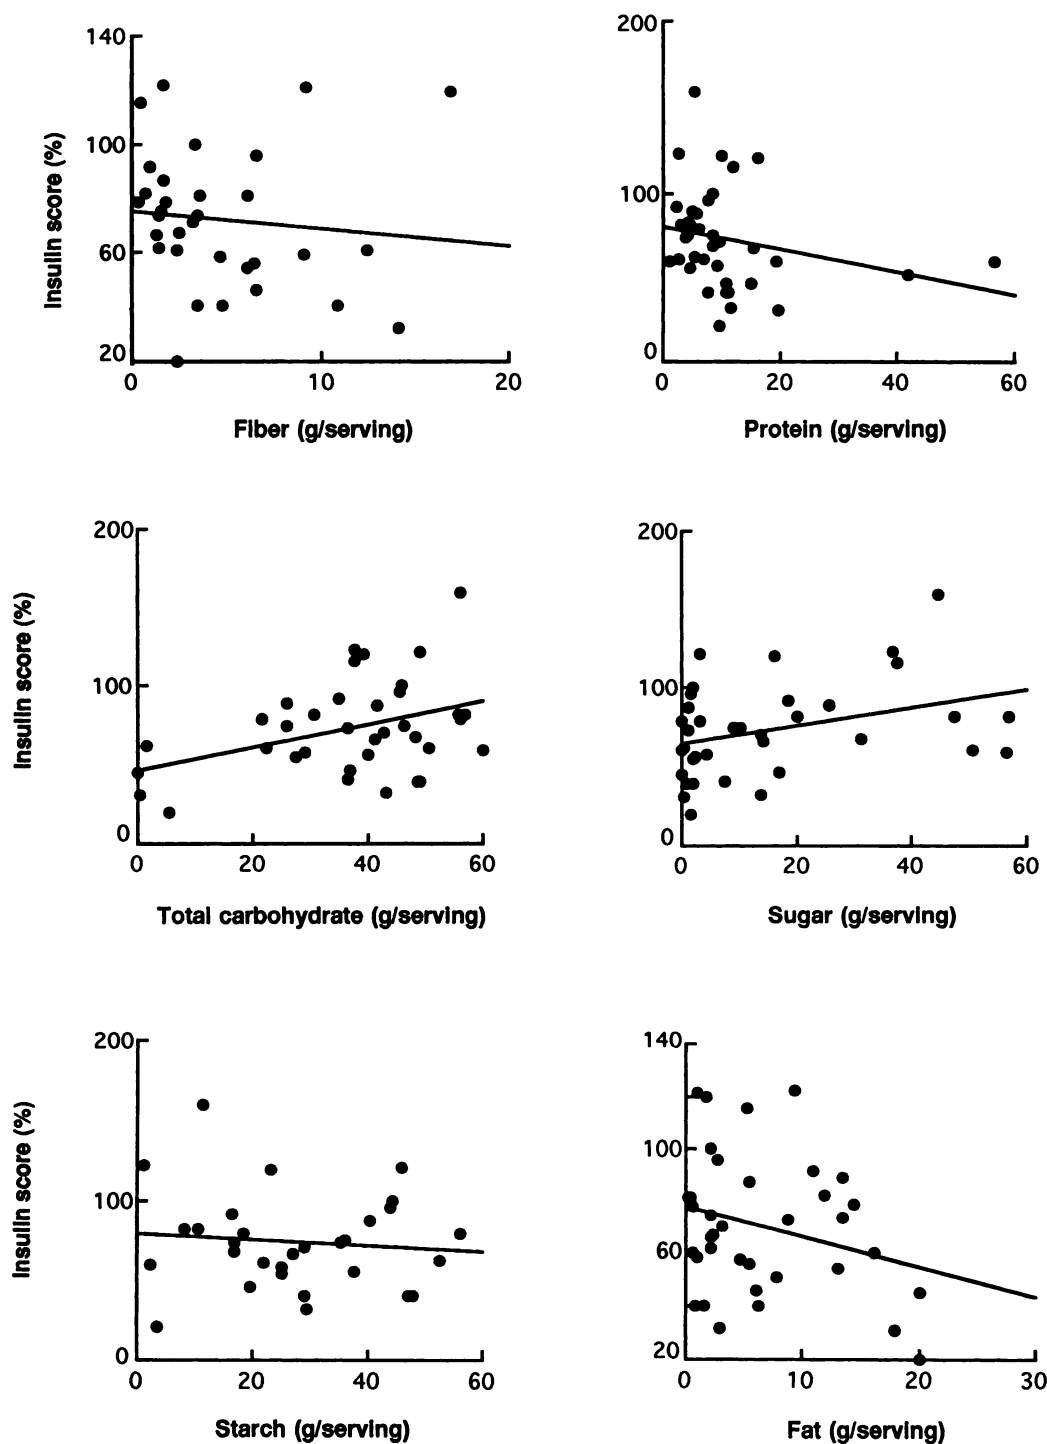 140
100
60
20
Insulin score (%)
0 10 20
Fiber (g/serving)
200
100
0
0 20 40 60
Protein (g/serving)
200
100
0
Insulin score (%)
0 20 40 60
Total carbohydrate (g/serving)
200
100
0
0 20 40 60
Sugar (g/serving)
200
100
0
Insulin score (%)
0 20 40 60
Starch (g/serving)
140
100
60
20
0 10 20 30
Fat (g/serving)